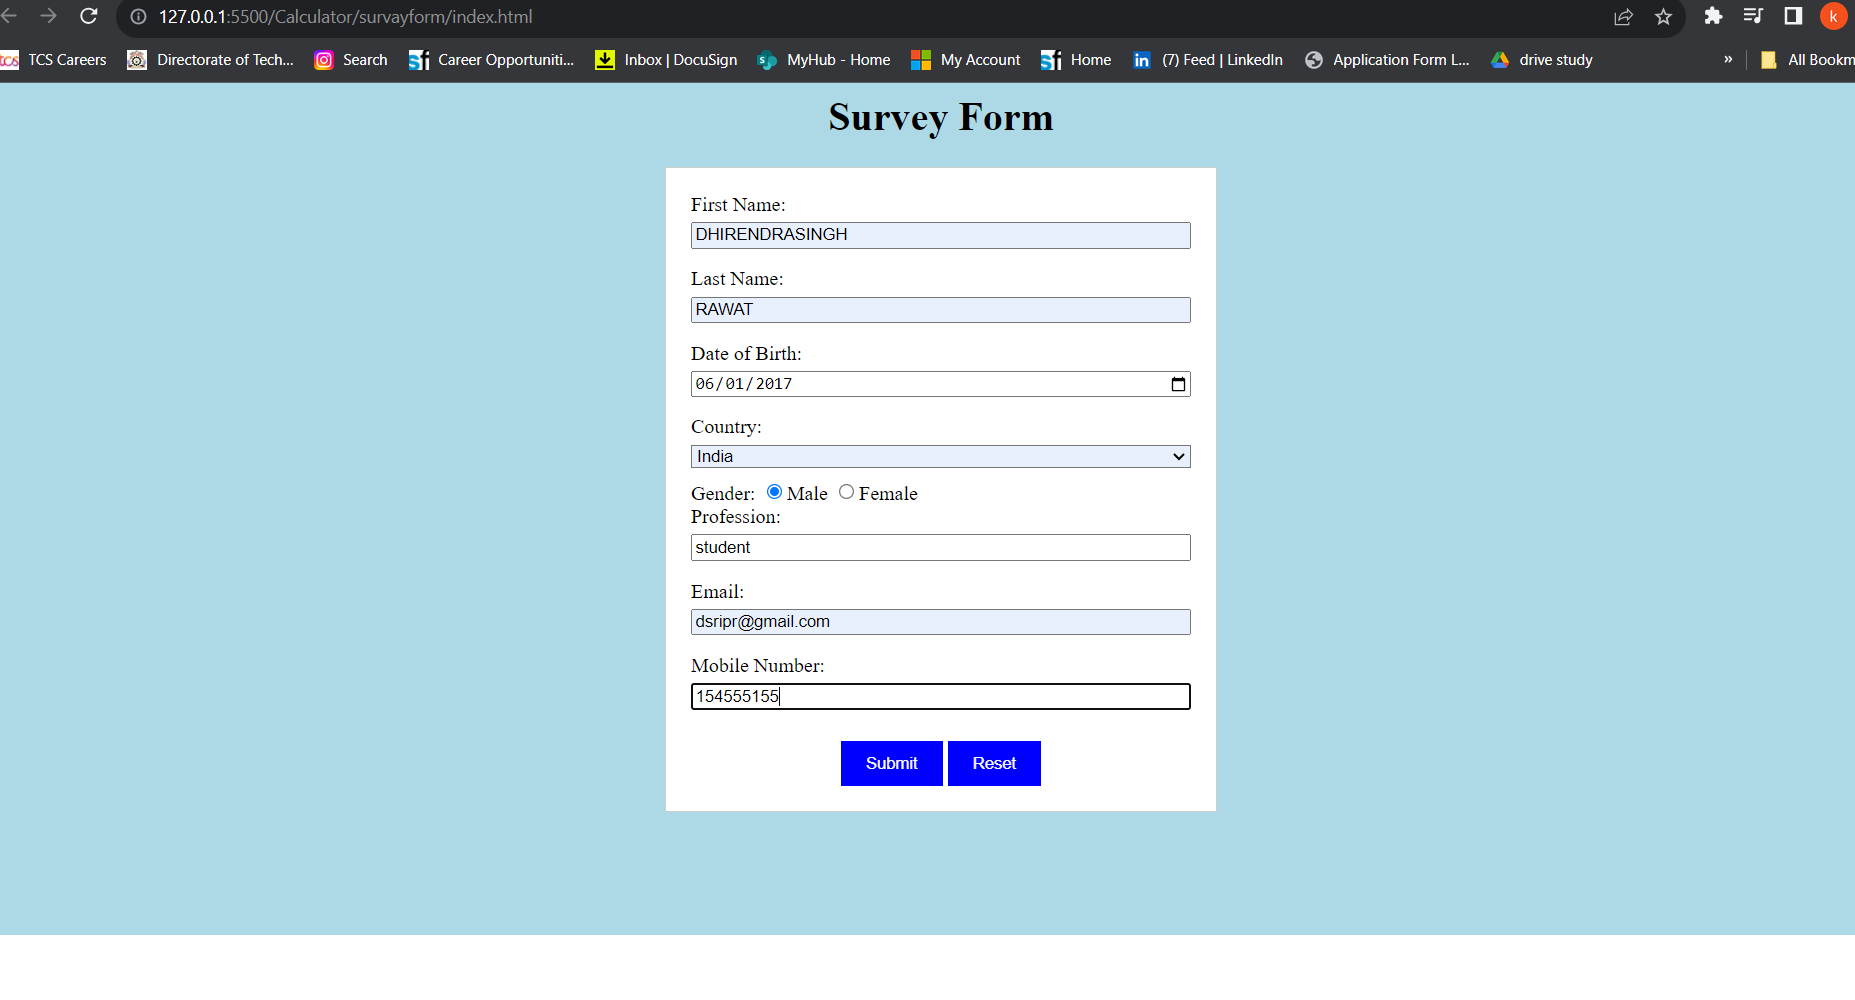 127.0.0.1:5500/Calculator/survayform/index.html
k
tcs TCS Careers Directorate of Tech... Search Career Opportuniti... Inbox | DocuSign MyHub - Home My Account Home (7) Feed | LinkedIn Application Form L... drive study » All Bookm
Survey Form
First Name:
DHIRENDRASINGH
Last Name:
RAWAT
Date of Birth:
06/01/2017
Country:
India
Gender: Male Female
Profession:
student
Email:
dsripr@gmail.com
Mobile Number:
154555155
Submit Reset